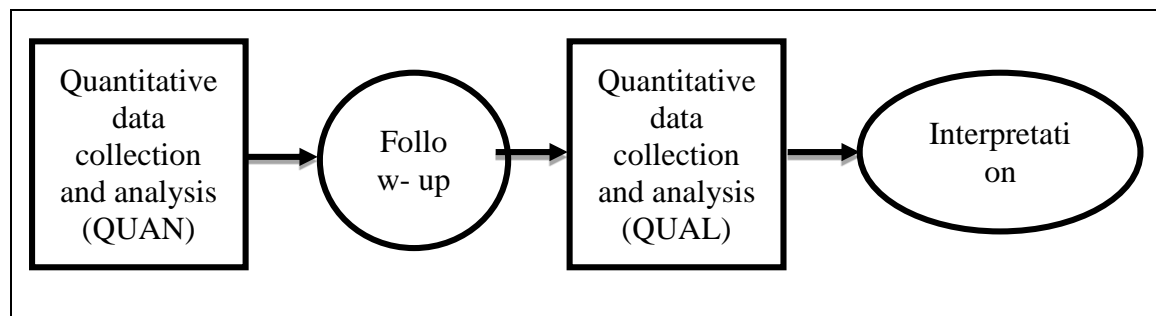 Quantitative
data
collection
and analysis
(QUAN)
Follo
w- up
Quantitative
data
collection
and analysis
(QUAL)
Interpretati
on